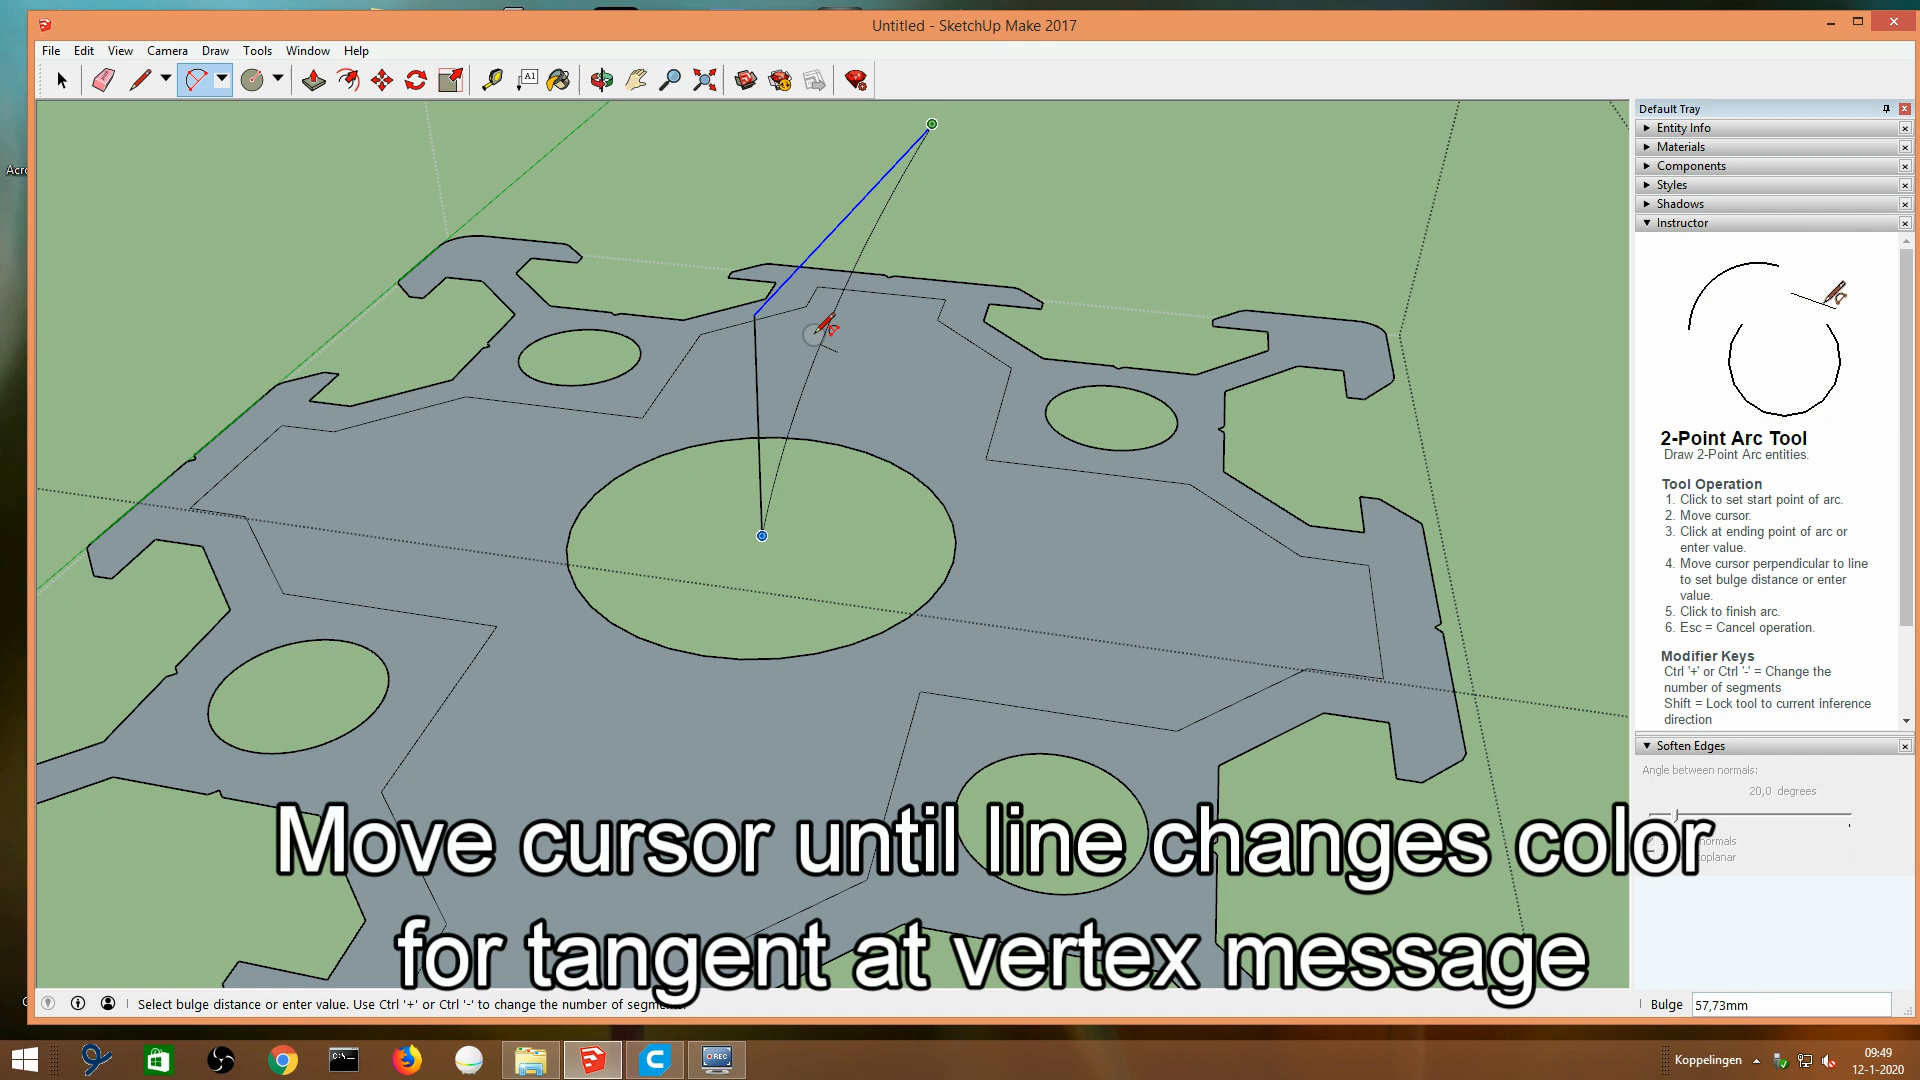 Untitled - SketchUp Make 2017
File Edit View Camera Draw Tools Window Help
A1
Default Tray
Entity Info
Materials
Components
Styles
Shadows
Instructor
2-Point Arc Tool
Draw 2-Point Arc entities.
Tool Operation
1. Click to set start point of arc.
2. Move cursor.
3. Click at ending point of arc or
enter value.
4. Move cursor perpendicular to line
to set bulge distance or enter
value.
5. Click to finish arc.
6. Esc = Cancel operation.
Modifier Keys
Ctrl '+' or Ctrl '-' = Change the
number of segments
Shift = Lock tool to current inference
direction
Soften Edges
Angle between normals:
20,0 degrees
normals
oplanar
Acro
Move cursor until line changes color
for tangent at vertex message
Select bulge distance or enter value. Use Ctrl '+' or Ctrl '-' to change the number of segme
Bulge 57,73mm
REC
Koppelingen
09:49
12-1-2020